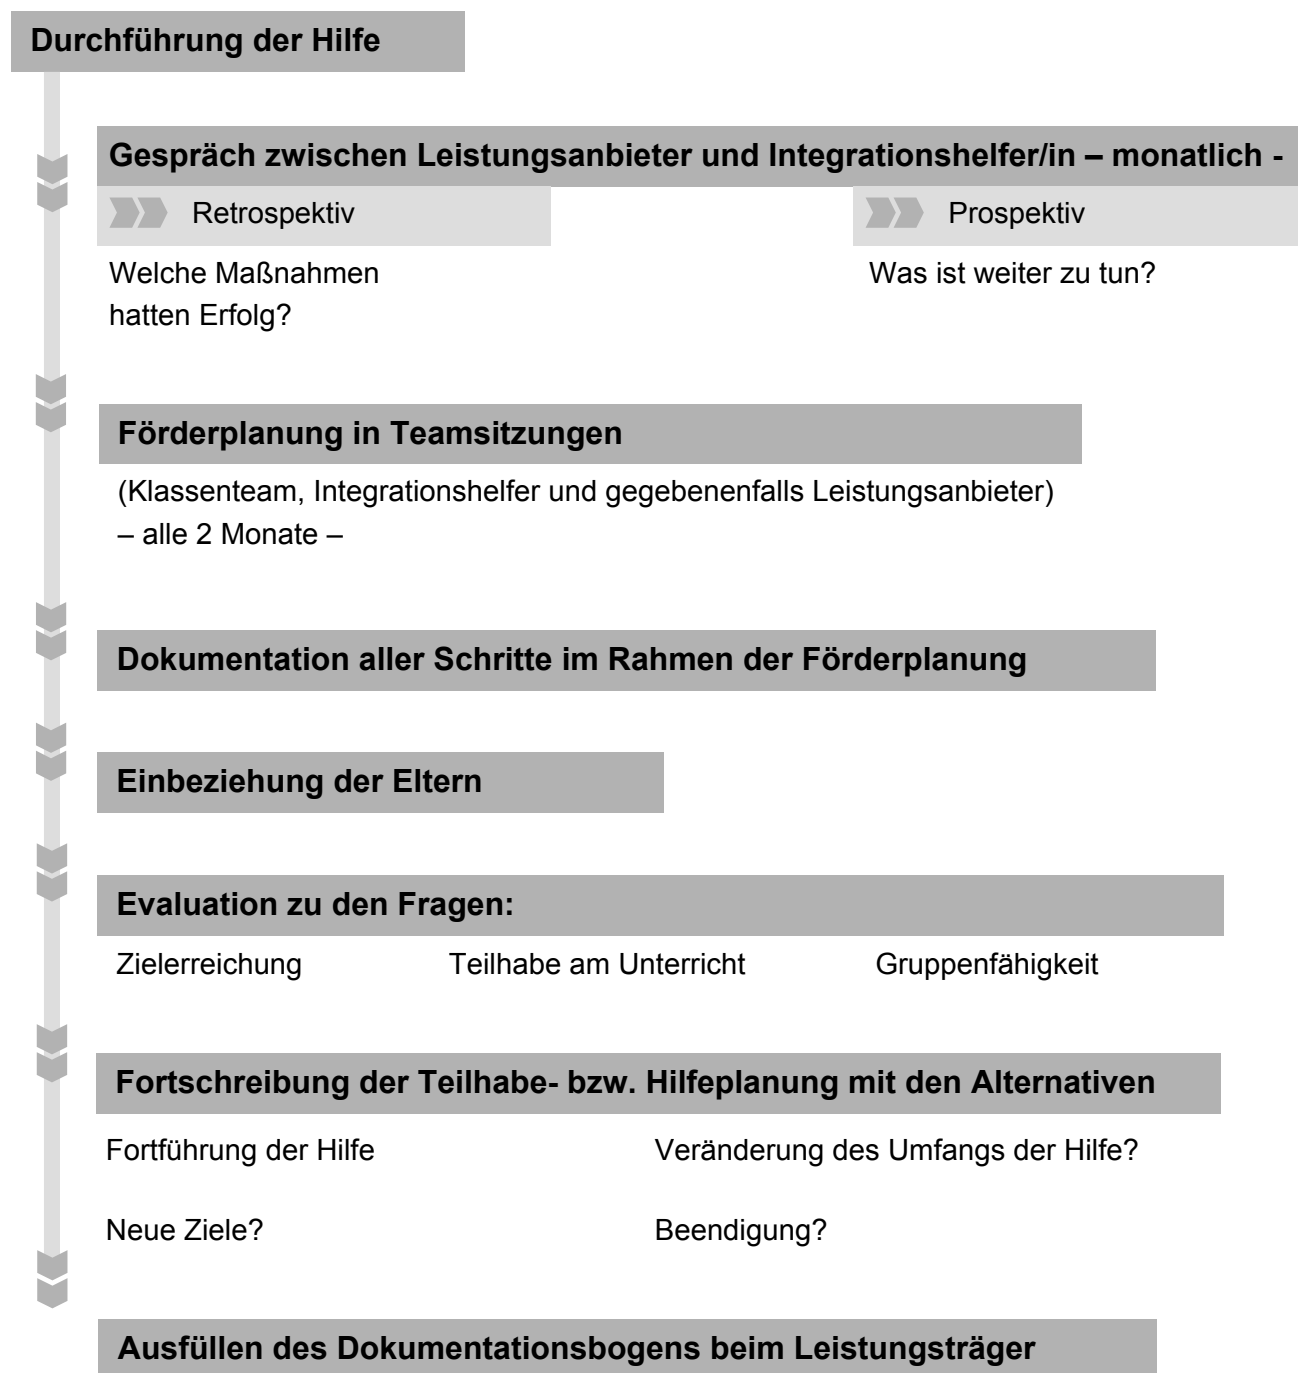 Durchführung der Hilfe
Gespräch zwischen Leistungsanbieter und Integrationshelfer/in – monatlich -
Retrospektiv
Prospektiv
Welche Maßnahmen
hatten Erfolg?
Was ist weiter zu tun?
Förderplanung in Teamsitzungen
(Klassenteam, Integrationshelfer und gegebenenfalls Leistungsanbieter)
– alle 2 Monate –
Dokumentation aller Schritte im Rahmen der Förderplanung
Einbeziehung der Eltern
Evaluation zu den Fragen:
Zielerreichung
Teilhabe am Unterricht
Gruppenfähigkeit
Fortschreibung der Teilhabe- bzw. Hilfeplanung mit den Alternativen
Fortführung der Hilfe
Veränderung des Umfangs der Hilfe?
Neue Ziele?
Beendigung?
Ausfüllen des Dokumentationsbogens beim Leistungsträger